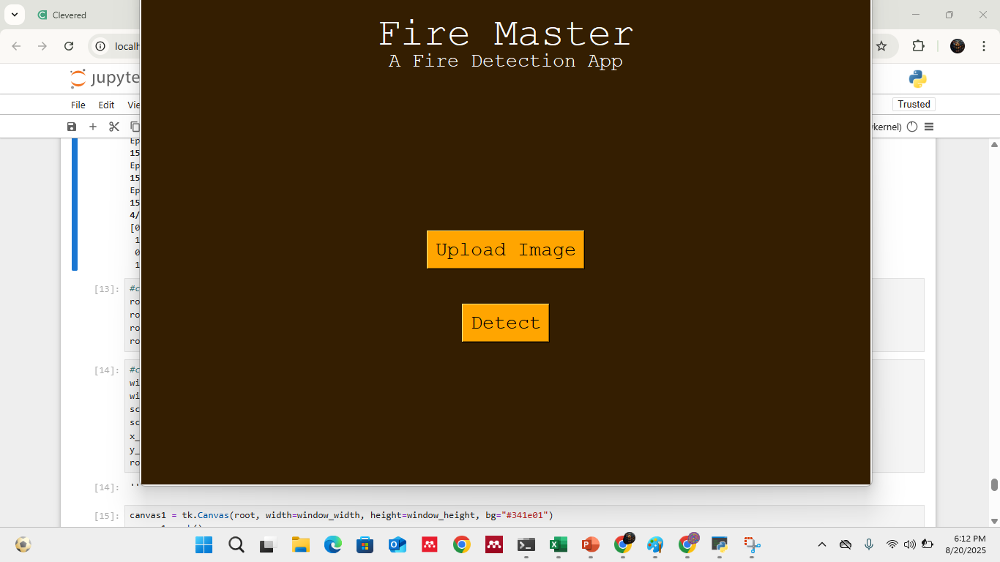 Clevered
localh
Fire Master
A Fire Detection App
jupyte
File Edit Vie
Trusted
ykernel)
Ep
15
Ep
15
Ep
15
4/
[0
1
0
1
Upload Image
Detect
[13]: #c
ro
ro
ro
ro
[14]: #c
wi
wi
sc
sc
x_
y_
ro
[14]: ''
[15]: canvas1 = tk.Canvas(root, width=window_width, height=window_height, bg="#341e01")
6:12 PM
8/20/2025